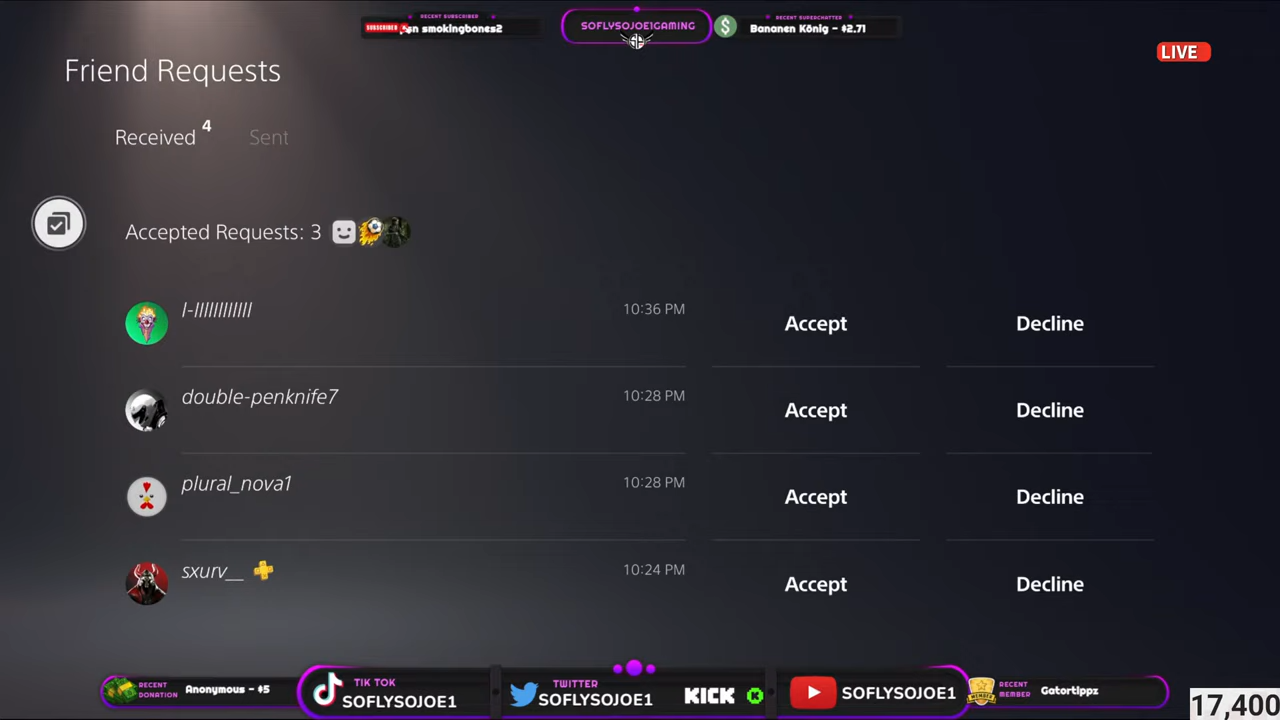 RECENT SUBSCRIBER
SUBSCRIBER
smokingbones2
SOFLYSOJOE1GAMING
RECENT SUPERCHATTER
$
Bananen König - $2.71
LIVE
Friend Requests
Received 4
Sent
Accepted Requests: 3
10:36 PM
Accept
Decline
double-penknife7
10:28 PM
Accept
Decline
plural_nova1
10:28 PM
Accept
Decline
sxurv__
10:24 PM
Accept
Decline
RECENT DONATION
Anonymous - $5
TIK TOK
SOFLYSOJOE1
TWITTER
SOFLYSOJOE1
KICK
K
SOFLYSOJOE1
RECENT MEMBER
Gatortippz
17,400